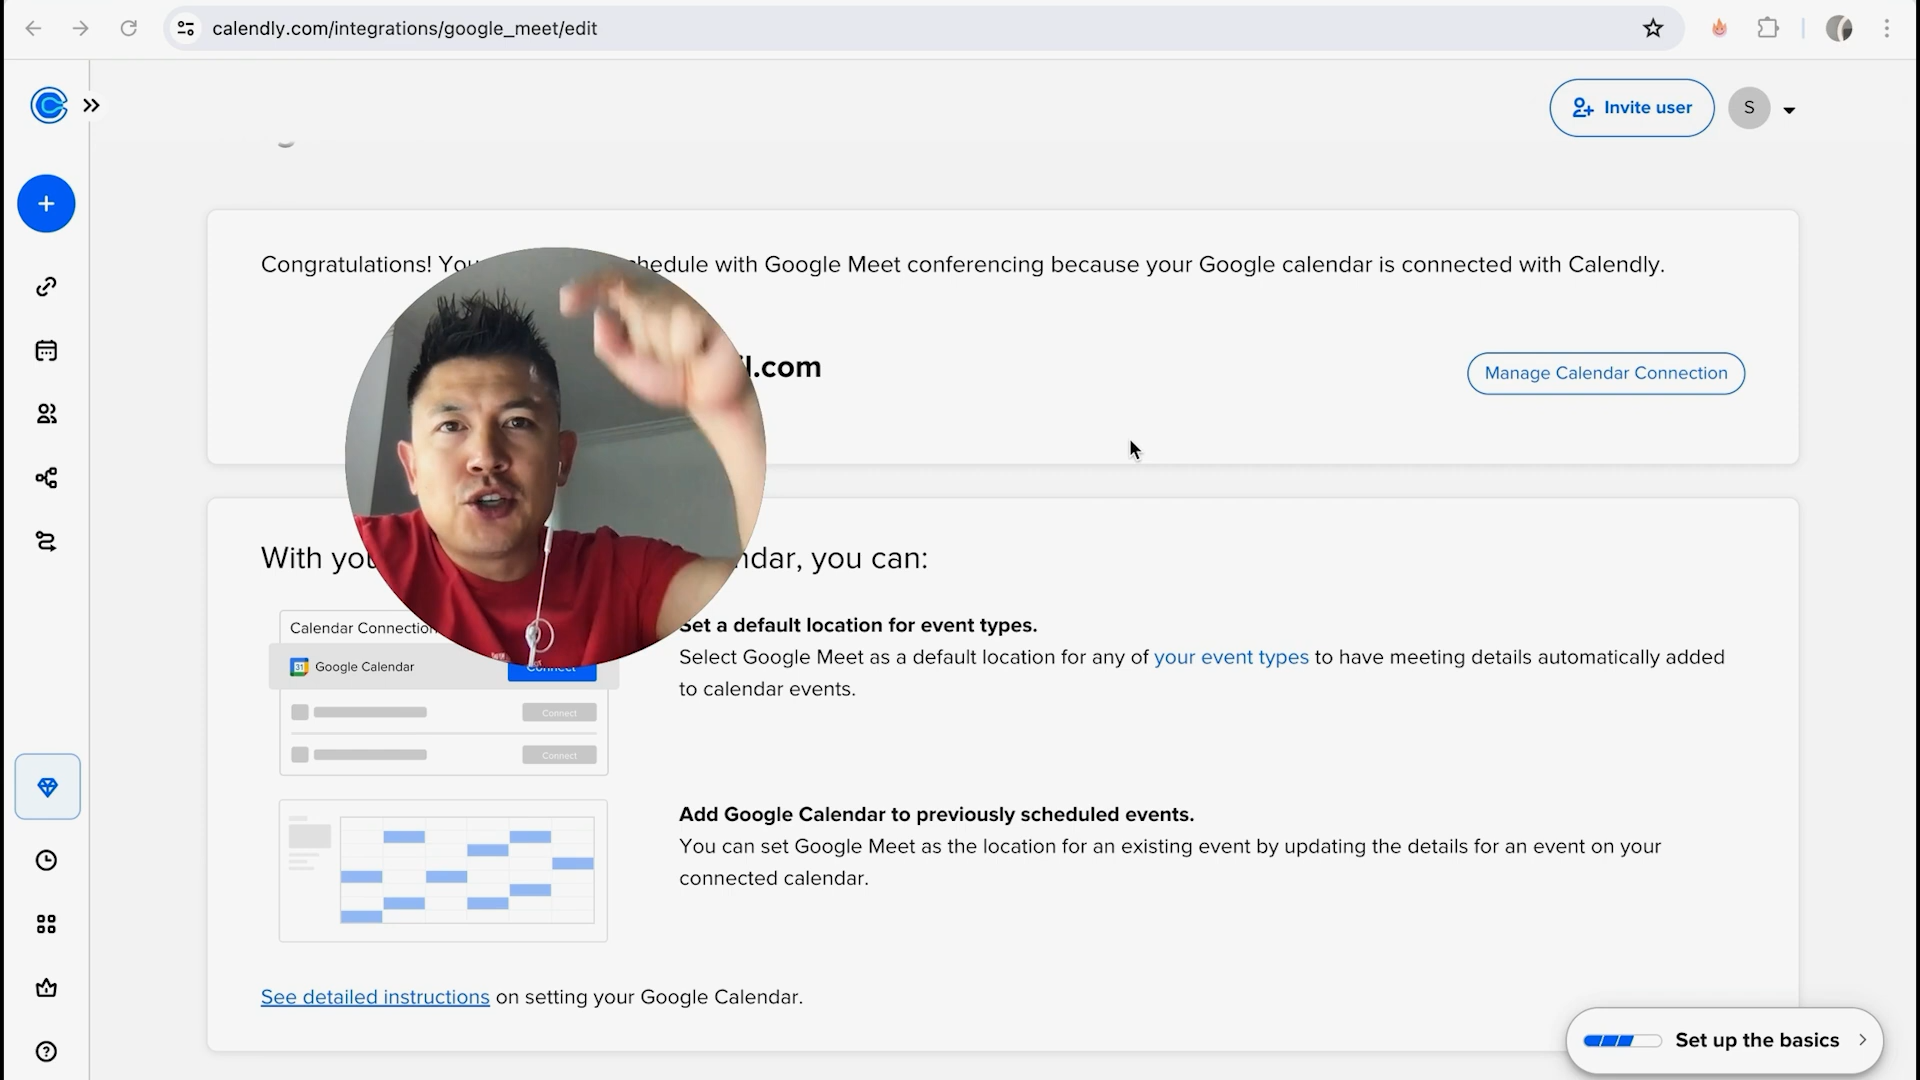 calendly.com/integrations/google_meet/edit
Invite user
S
Congratulations! You hedule with Google Meet conferencing because your Google calendar is connected with Calendly.
l.com
Manage Calendar Connection
With you ndar, you can:
Calendar Connection
31 Google Calendar
Connect
Connect
Connect
Set a default location for event types.
Select Google Meet as a default location for any of your event types to have meeting details automatically added
to calendar events.
Add Google Calendar to previously scheduled events.
You can set Google Meet as the location for an existing event by updating the details for an event on your
connected calendar.
See detailed instructions on setting your Google Calendar.
Set up the basics